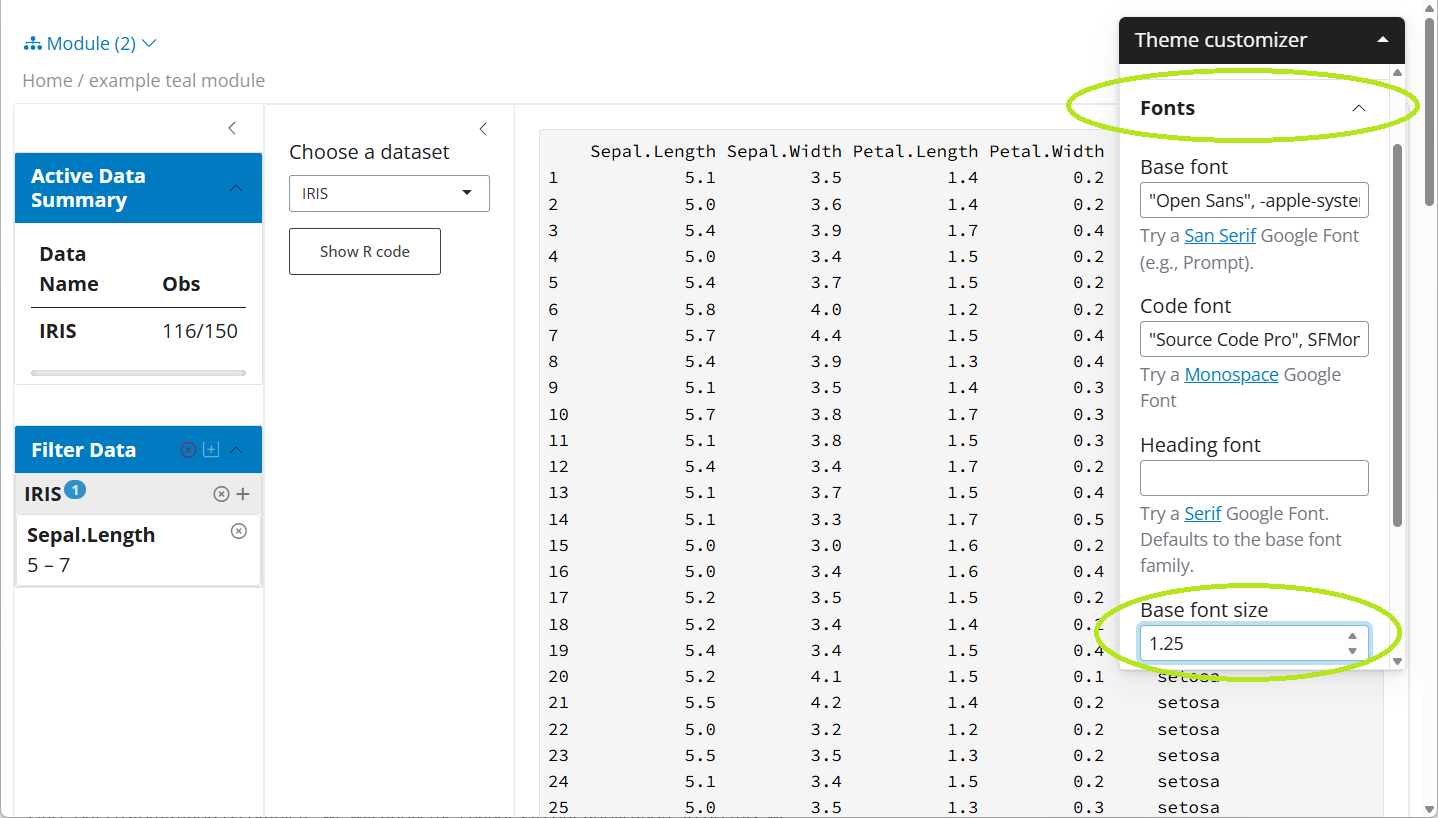 Module (2)
Home / example teal module
Active Data
Summary
Data
Name Obs
IRIS 116/150
Filter Data
IRIS 1
Sepal.Length
5 – 7
Choose a dataset
IRIS
Show R code
Sepal.Length Sepal.Width Petal.Length Petal.Width
1 5.1 3.5 1.4 0.2
2 5.0 3.6 1.4 0.2
3 5.4 3.9 1.7 0.4
4 5.0 3.4 1.5 0.2
5 5.4 3.7 1.5 0.2
6 5.8 4.0 1.2 0.2
7 5.7 4.4 1.5 0.4
8 5.4 3.9 1.3 0.4
9 5.1 3.5 1.4 0.3
10 5.7 3.8 1.7 0.3
11 5.1 3.8 1.5 0.3
12 5.4 3.4 1.7 0.2
13 5.1 3.7 1.5 0.4
14 5.1 3.3 1.7 0.5
15 5.0 3.0 1.6 0.2
16 5.0 3.4 1.6 0.4
17 5.2 3.5 1.5 0.2
18 5.2 3.4 1.4 0.2
19 5.4 3.4 1.5 0.4
20 5.2 4.1 1.5 0.1 setosa
21 5.5 4.2 1.4 0.2 setosa
22 5.0 3.2 1.2 0.2 setosa
23 5.5 3.5 1.3 0.2 setosa
24 5.1 3.4 1.5 0.2 setosa
25 5.0 3.5 1.3 0.3 setosa
Theme customizer
Fonts
Base font
"Open Sans", -apple-syster
Try a San Serif Google Font
(e.g., Prompt).
Code font
"Source Code Pro", SFMor
Try a Monospace Google
Font
Heading font
Try a Serif Google Font.
Defaults to the base font
family.
Base font size
1.25